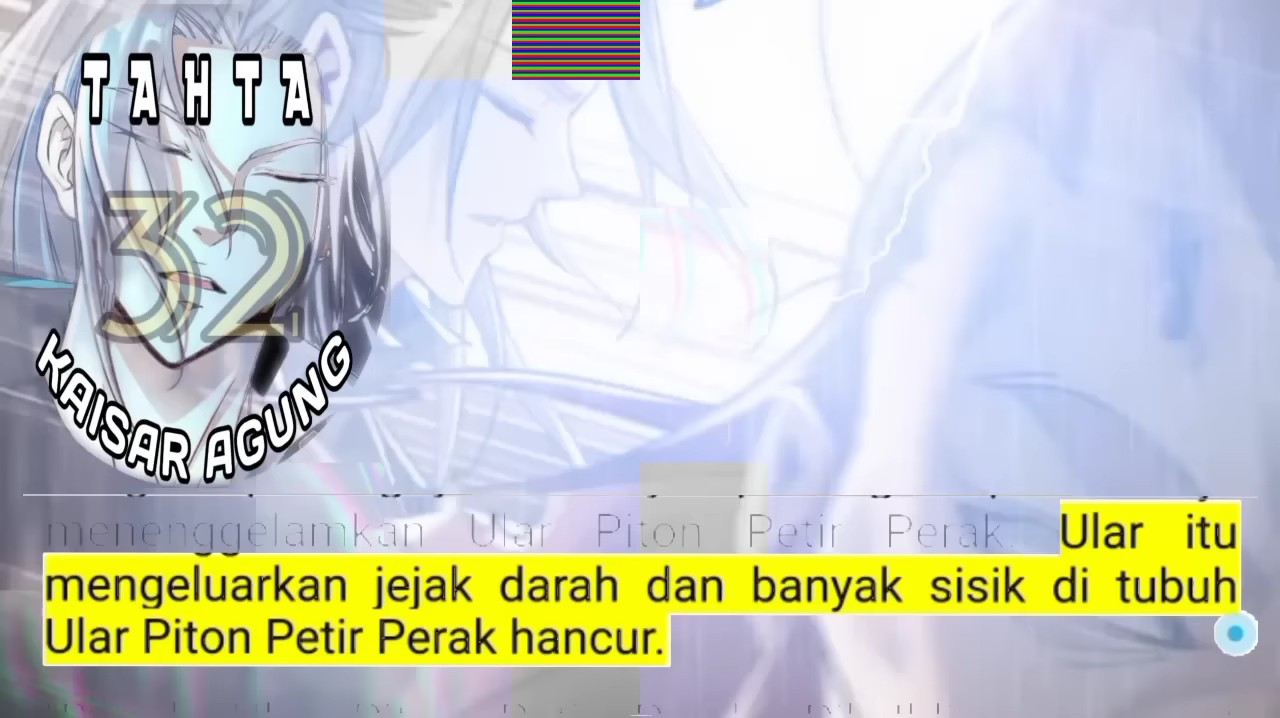 TAHTA
32
KAISAR AGUNG
menenggelamkan Ular Piton Petir Perak. Ular itu
mengeluarkan jejak darah dan banyak sisik di tubuh
Ular Piton Petir Perak hancur.